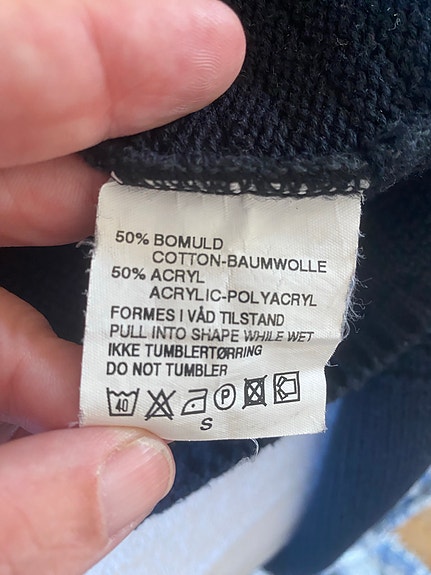 50% BOMULD
COTTON-BAUMWOLLE
50% ACRYL
ACRYLIC-POLYACRYL
FORMES I VÅD TILSTAND
PULL INTO SHAPE WHILE WET
IKKE TUMBLERTØRRING
DO NOT TUMBLER
40 P
S